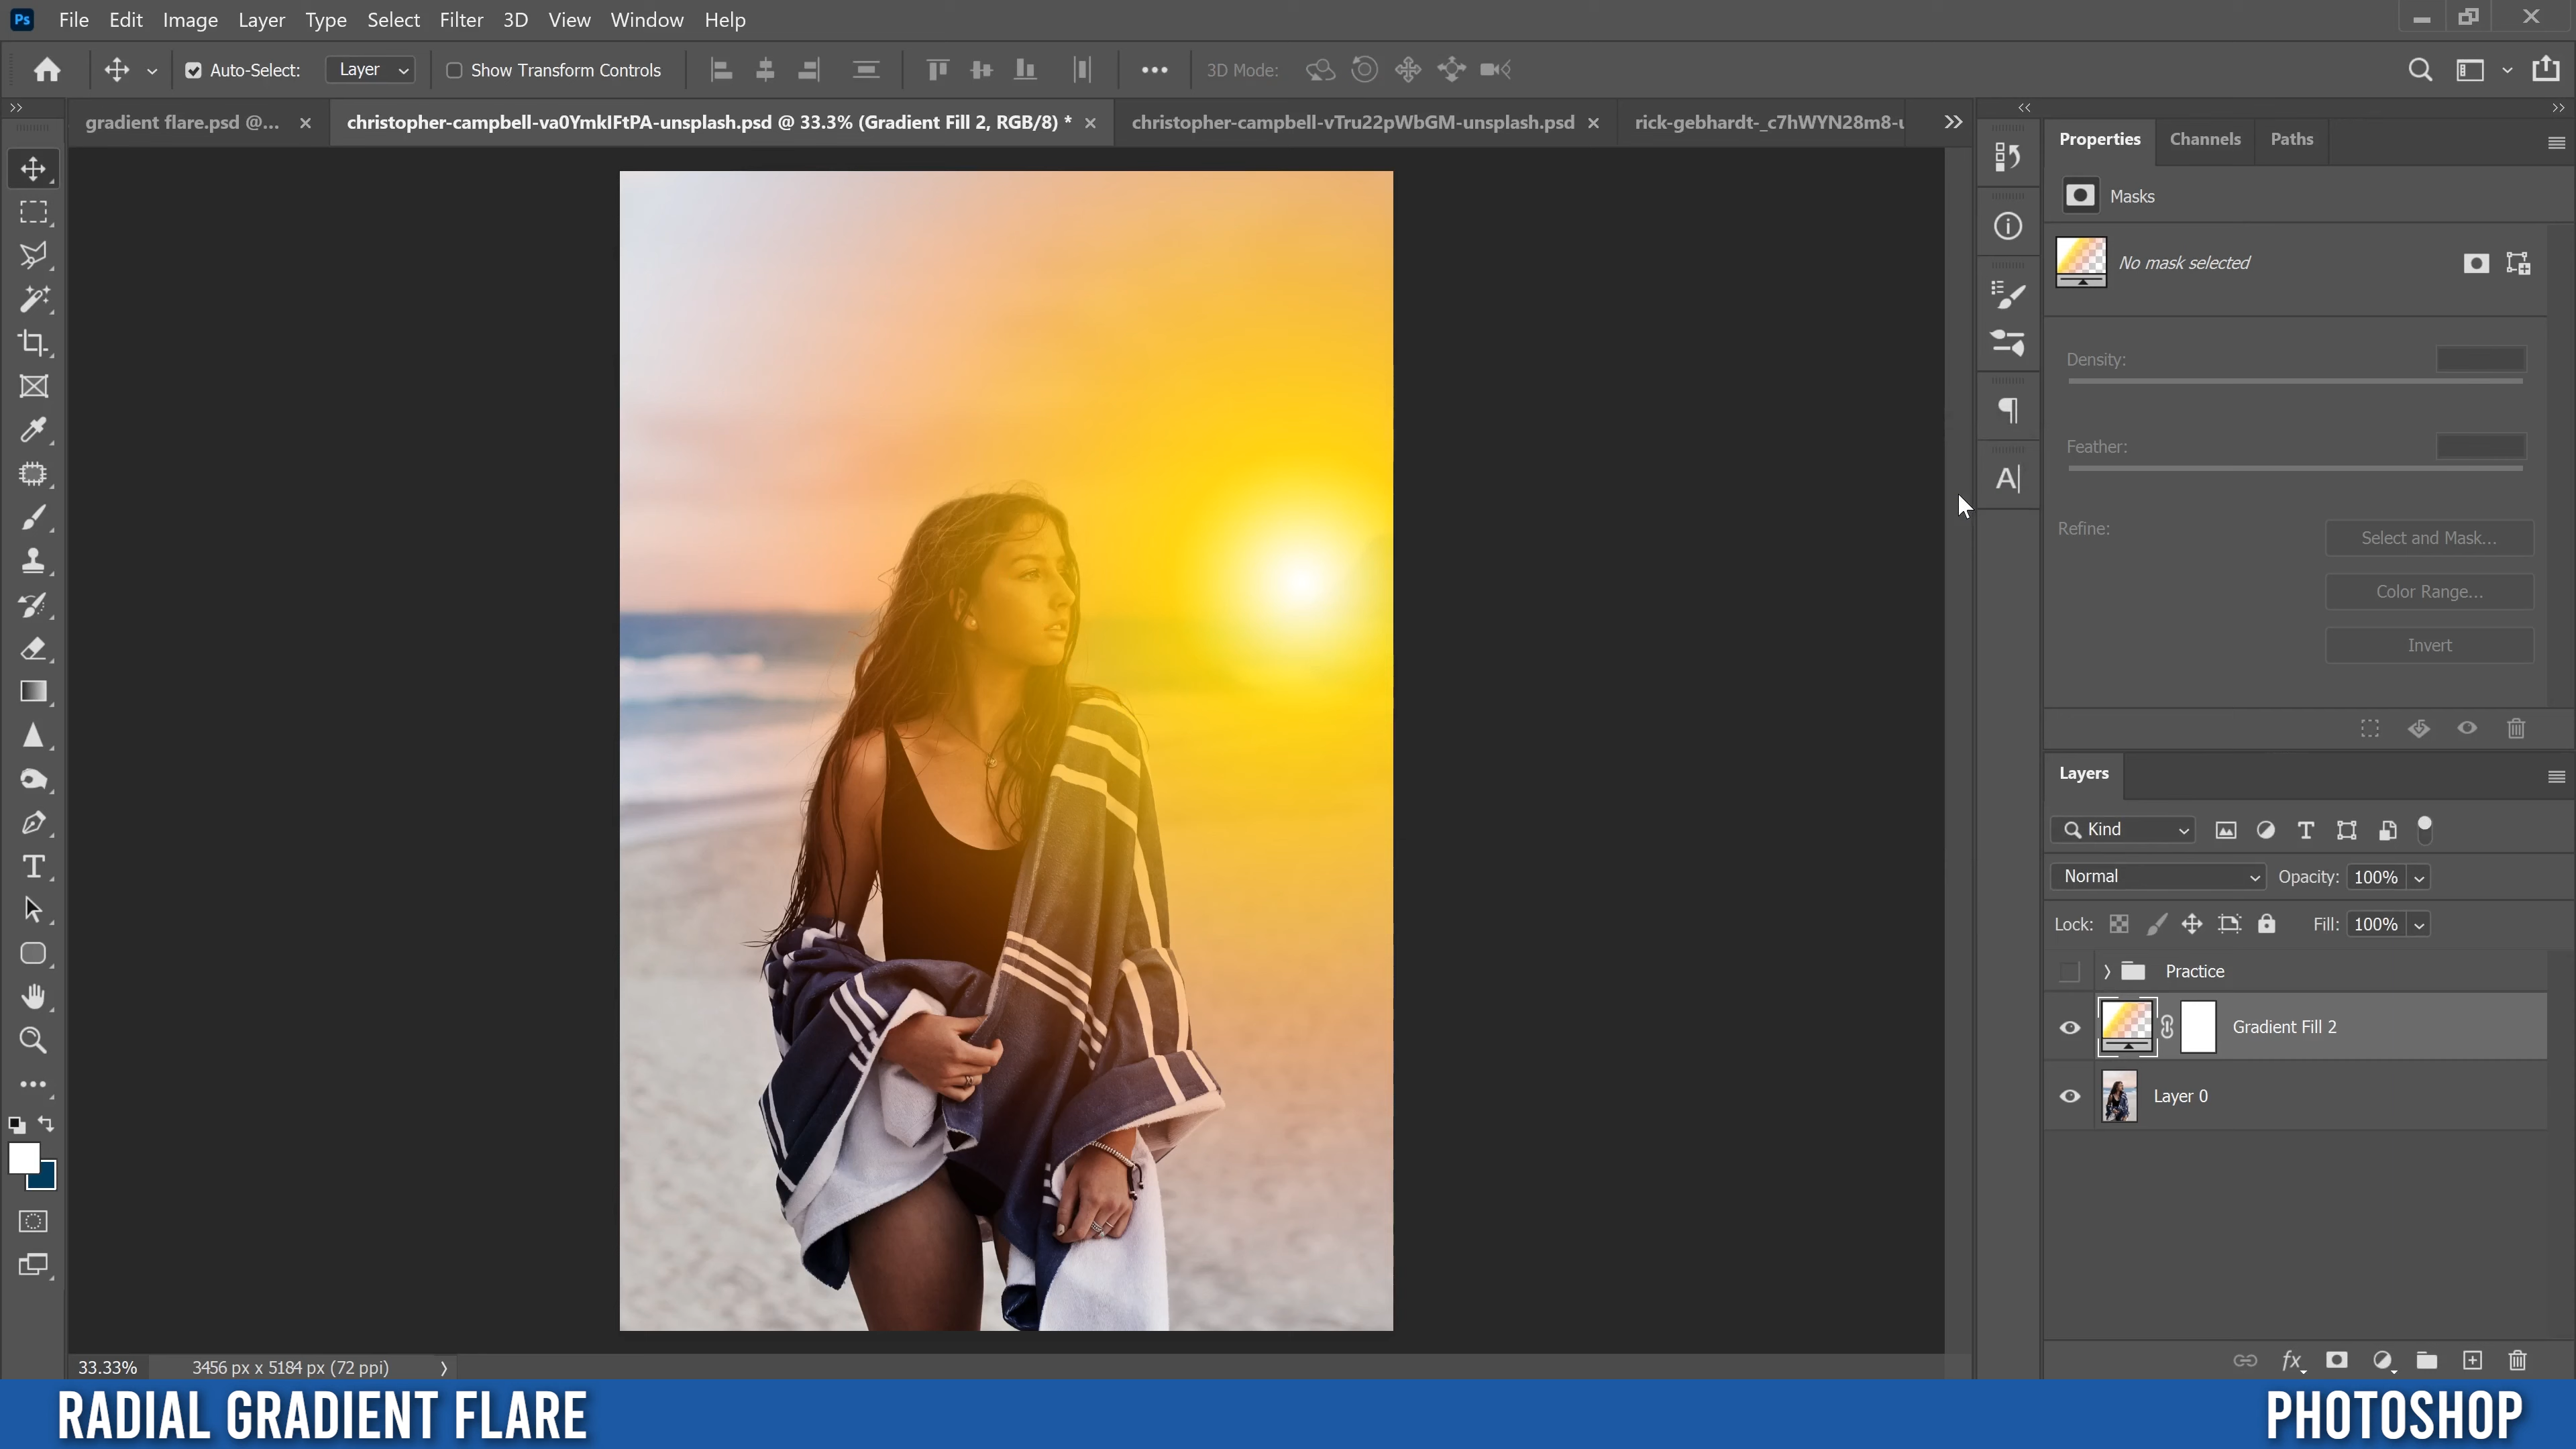 Ps File Edit Image Layer Type Select Filter 3D View Window Help
Auto-Select: Layer Show Transform Controls 3D Mode:
gradient flare.psd @... christopher-campbell-va0YmkIFtPA-unsplash.psd @ 33.3% (Gradient Fill 2, RGB/8) * christopher-campbell-vTru22pWbGM-unsplash.psd rick-gebhardt-_c7hWYN28m8-u
Properties Channels Paths
Masks
No mask selected
Density:
Feather:
Refine: Select and Mask...
Color Range...
Invert
Layers
Kind
Normal Opacity: 100%
Lock: Fill: 100%
Practice
Gradient Fill 2
Layer 0
33.33% 3456 px x 5184 px (72 ppi)
RADIAL GRADIENT FLARE
PHOTOSHOP